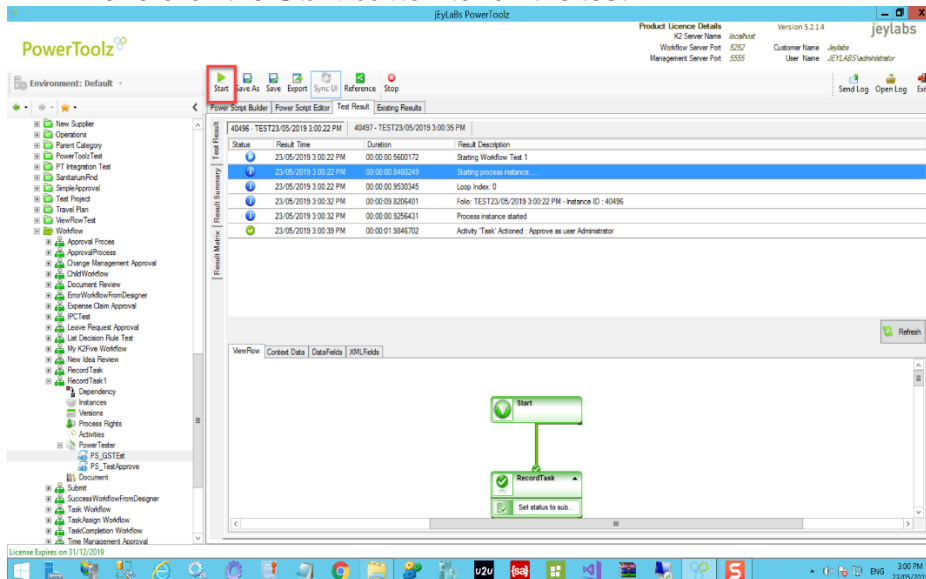 jEyLaBs PowerToolz
PowerToolz
Product Licence Details
K2 Server Name localhost
Workflow Server Port 5252
Management Server Port 5555
Version 5.2.1.4
Customer Name Jeylabs
User Name JEYLABS\administrator
jeylabs
Environment: Default
Start Save As Save Export Sync UI Reference Stop
Send Log Open Log Exit
Power Script Builder Power Script Editor Test Result Existing Results
New Supplier
Operations
Parent Category
PowerToolzTest
PT Integration Test
SanitariumFnd
SimpleApproval
Test Project
Travel Plan
ViewFlowTest
Workflow
Approval Proces
ApprovalProcess
Change Management Approval
ChildWorkflow
Document Review
ErrorWorkflowFromDesigner
Expense Claim Approval
IPCTest
Leave Request Approval
List Decision Rule Test
My K2Five Workflow
New Idea Review
RecordTask
RecordTask1
Dependency
Instances
Versions
Process Rights
Activities
PowerTester
PS_GSTExt
PS_TestApprove
Document
Submit
SuccessWorkflowFromDesigner
Task Workflow
TaskAssign Workflow
TaskCompletion Workflow
Time Management Approval
Test Result
Result Summary
Result Matrix
40496 - TEST23/05/2019 3:00:22 PM 40497 - TEST23/05/2019 3:00:35 PM
Status Result Time Duration Result Description
23/05/2019 3:00:22 PM 00:00:00.5600172 Starting Workflow Test 1
23/05/2019 3:00:22 PM 00:00:00.8480249 Starting process instance....
23/05/2019 3:00:22 PM 00:00:00.9530345 Loop Index: 0
23/05/2019 3:00:32 PM 00:00:09.8206401 Folio: TEST23/05/2019 3:00:22 PM - Instance ID : 40496
23/05/2019 3:00:32 PM 00:00:00.9256431 Process instance started
23/05/2019 3:00:39 PM 00:00:01.9846702 Activity 'Task' Actioned : Approve as user Administrator
Refresh
ViewFlow Context Data DataFields XMLFields
Start
RecordTask
Set status to sub...
License Expires on 31/12/2019
u2u
{sa}
ENG
3:00 PM
23/05/2019